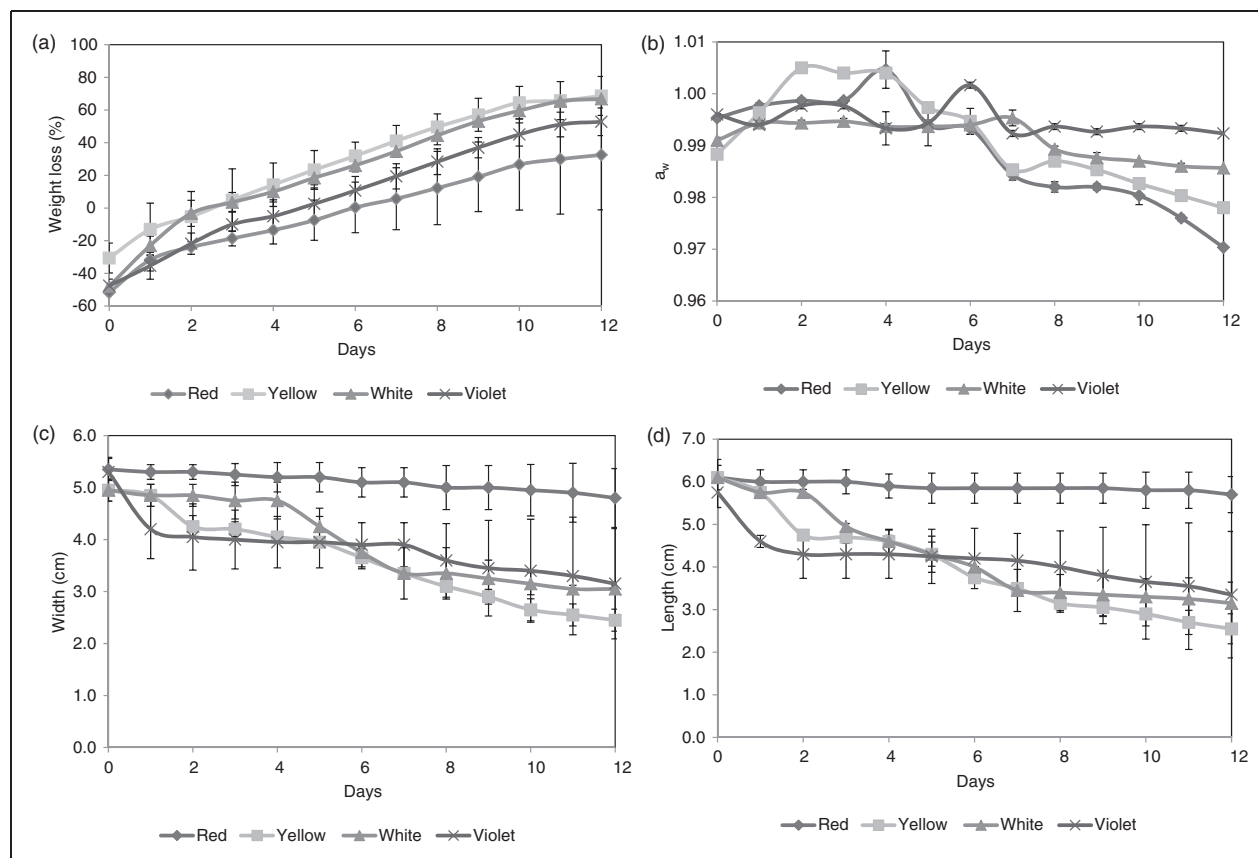 (a)
100
80
60
40
20
0
-20
-40
-60
Weight loss (%)
0 2 4 6 8 10 12
Days
Red Yellow White Violet
(b)
1.01
1.00
0.99
0.98
0.97
0.96
aw
0 2 4 6 8 10 12
Days
Red Yellow White Violet
(c)
6.0
5.0
4.0
3.0
2.0
1.0
0.0
Width (cm)
0 2 4 6 8 10 12
Days
Red Yellow White Violet
(d)
7.0
6.0
5.0
4.0
3.0
2.0
1.0
0.0
Length (cm)
0 2 4 6 8 10 12
Days
Red Yellow White Violet